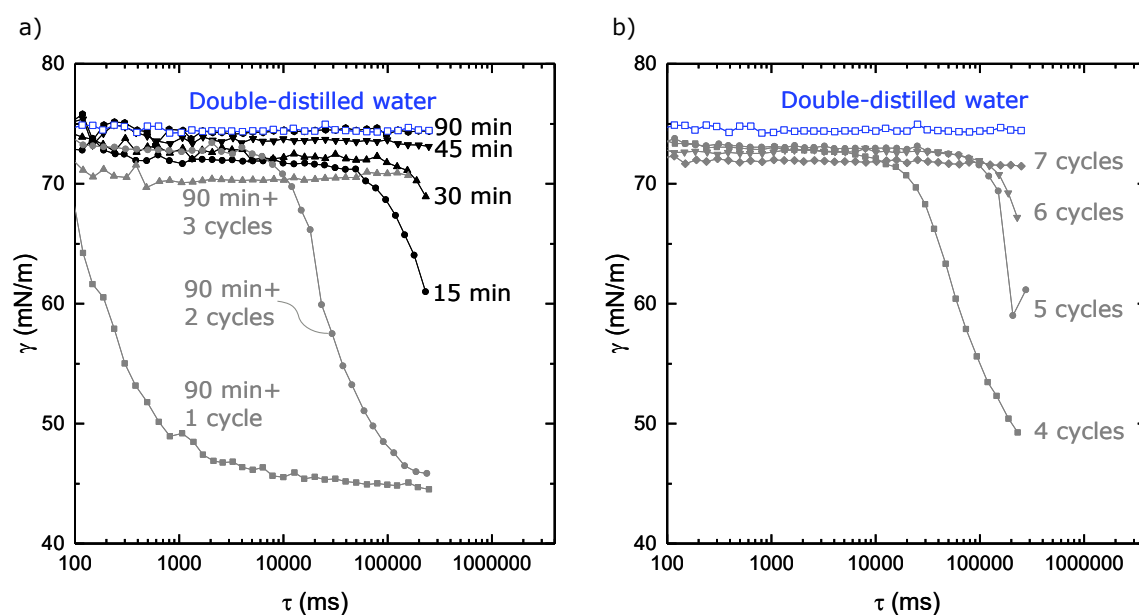 a)
80
70
60
50
40
γ (mN/m)
Double-distilled water
90 min
45 min
30 min
15 min
90 min+
3 cycles
90 min+
2 cycles
90 min+
1 cycle
100
1000
10000
100000
1000000
τ (ms)
b)
80
70
60
50
40
γ (mN/m)
Double-distilled water
7 cycles
6 cycles
5 cycles
4 cycles
100
1000
10000
100000
1000000
τ (ms)